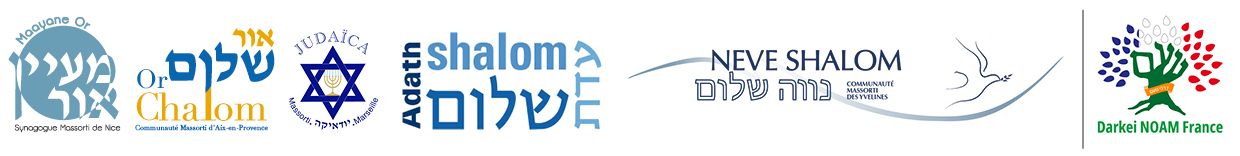 Maayane Or
מעיין
אור
Synagogue Massorti de Nice
אור
שלום
Or
Chalom
Communauté Massorti d'Aix-en-Provence
JUDAÏCA
Massorti, יודאיקה, Marseille
Adath
shalom
שלום
עדת
NEVE SHALOM
נווה שלום
COMMUNAUTÉ
MASSORTI
DES YVELINES
נעם
Darkei NOAM France